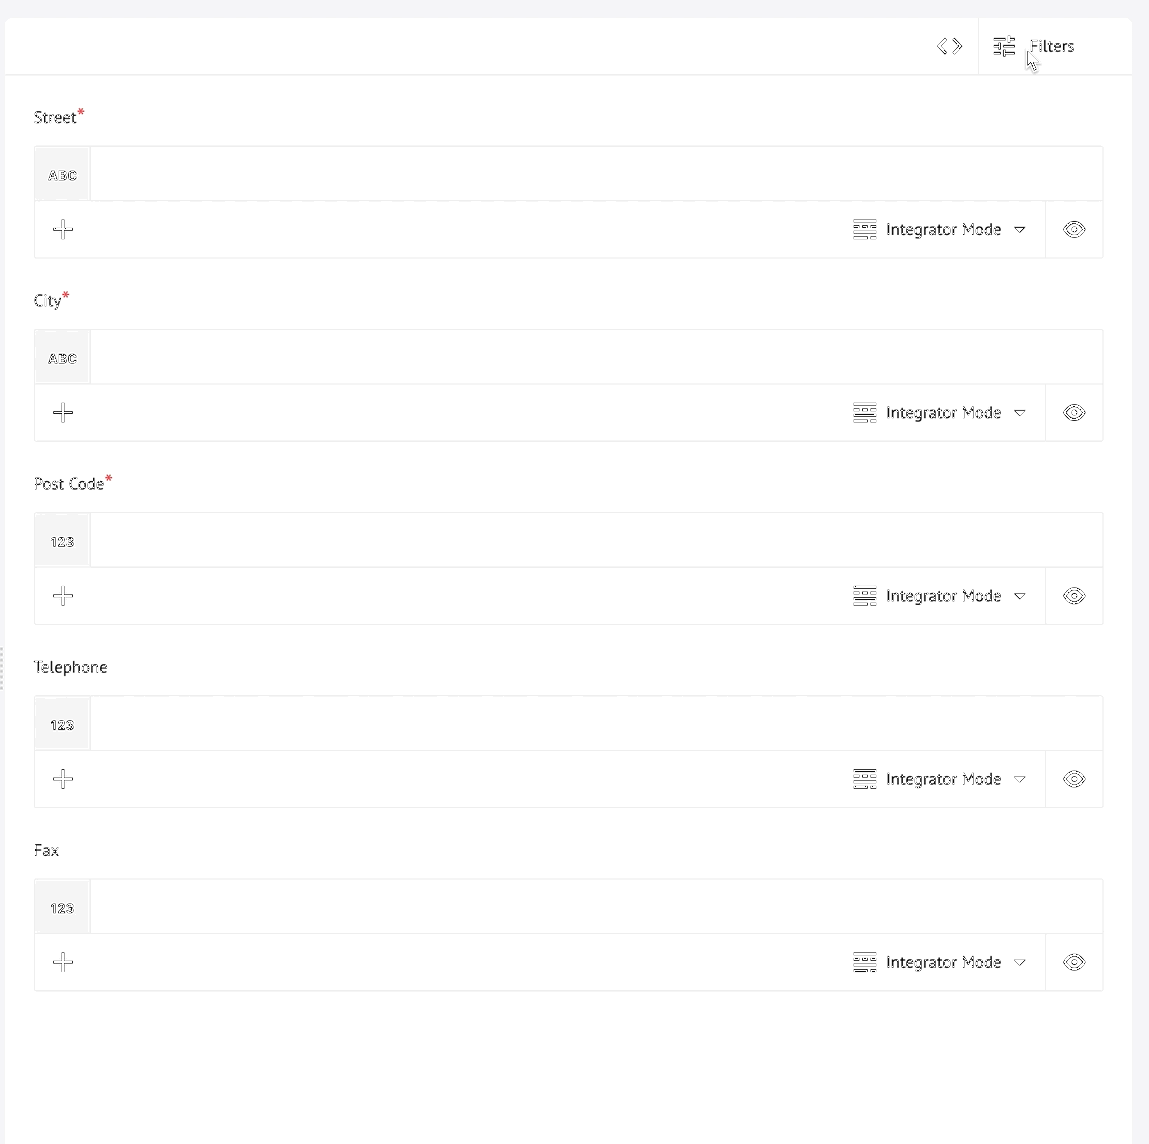 Filters
Street*
ABC
Integrator Mode
City*
ABC
Integrator Mode
Post Code*
123
Integrator Mode
Telephone
123
Integrator Mode
Fax
123
Integrator Mode